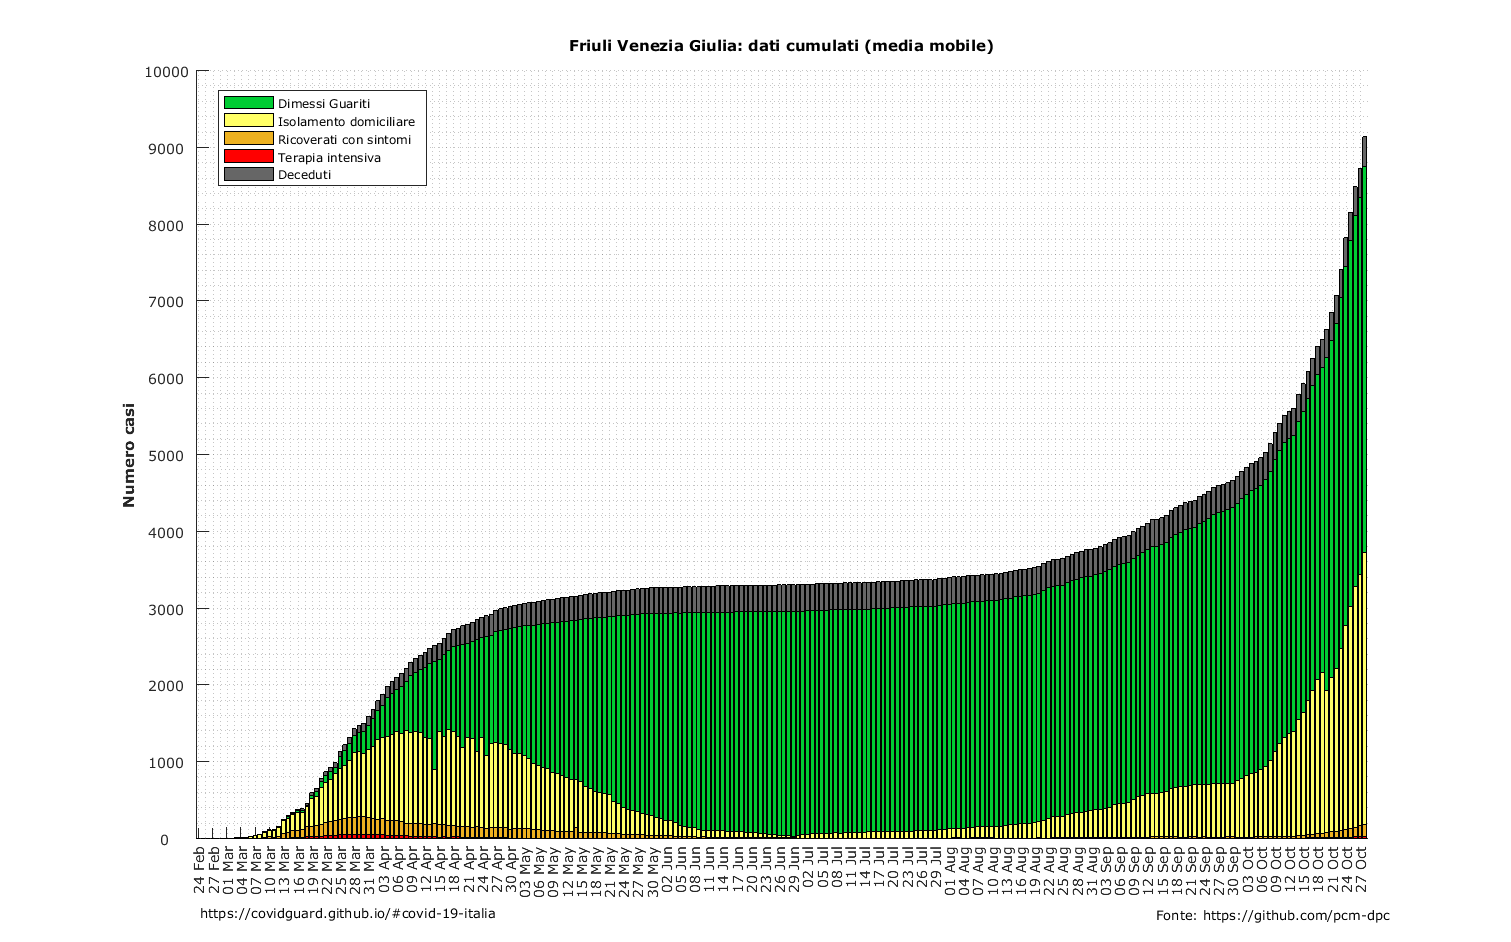 Friuli Venezia Giulia: dati cumulati (media mobile)
10000
9000
8000
7000
6000
5000
4000
3000
2000
1000
0
Numero casi
Dimessi Guariti
Isolamento domiciliare
Ricoverati con sintomi
Terapia intensiva
Deceduti
24 Feb
27 Feb
01 Mar
04 Mar
07 Mar
10 Mar
13 Mar
16 Mar
19 Mar
22 Mar
25 Mar
28 Mar
31 Mar
03 Apr
06 Apr
09 Apr
12 Apr
15 Apr
18 Apr
21 Apr
24 Apr
27 Apr
30 Apr
03 May
06 May
09 May
12 May
15 May
18 May
21 May
24 May
27 May
30 May
02 Jun
05 Jun
08 Jun
11 Jun
14 Jun
17 Jun
20 Jun
23 Jun
26 Jun
29 Jun
02 Jul
05 Jul
08 Jul
11 Jul
14 Jul
17 Jul
20 Jul
23 Jul
26 Jul
29 Jul
01 Aug
04 Aug
07 Aug
10 Aug
13 Aug
16 Aug
19 Aug
22 Aug
25 Aug
28 Aug
31 Aug
03 Sep
06 Sep
09 Sep
12 Sep
15 Sep
18 Sep
21 Sep
24 Sep
27 Sep
30 Sep
03 Oct
06 Oct
09 Oct
12 Oct
15 Oct
18 Oct
21 Oct
24 Oct
27 Oct
https://covidguard.github.io/#covid-19-italia
Fonte: https://github.com/pcm-dpc